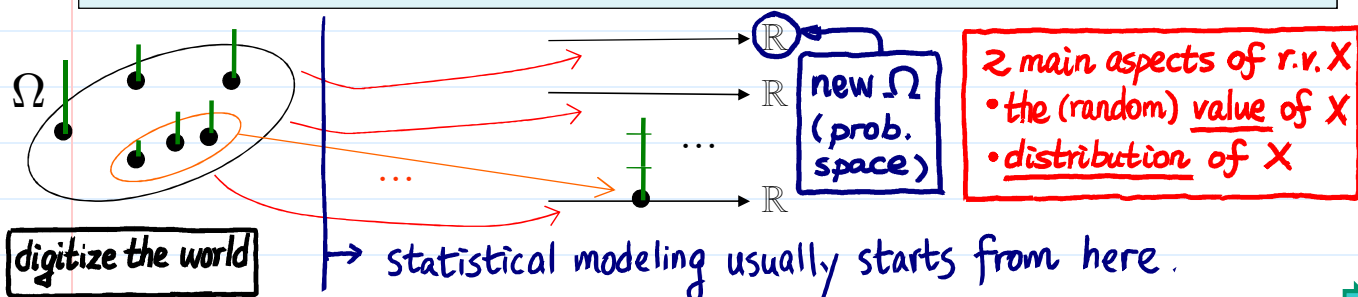 Ω
digitize the world
...
ℝ
ℝ
...
ℝ
new Ω
(prob.
space)
2 main aspects of r.v. X
• the (random) value of X
• distribution of X
→ statistical modeling usually starts from here.